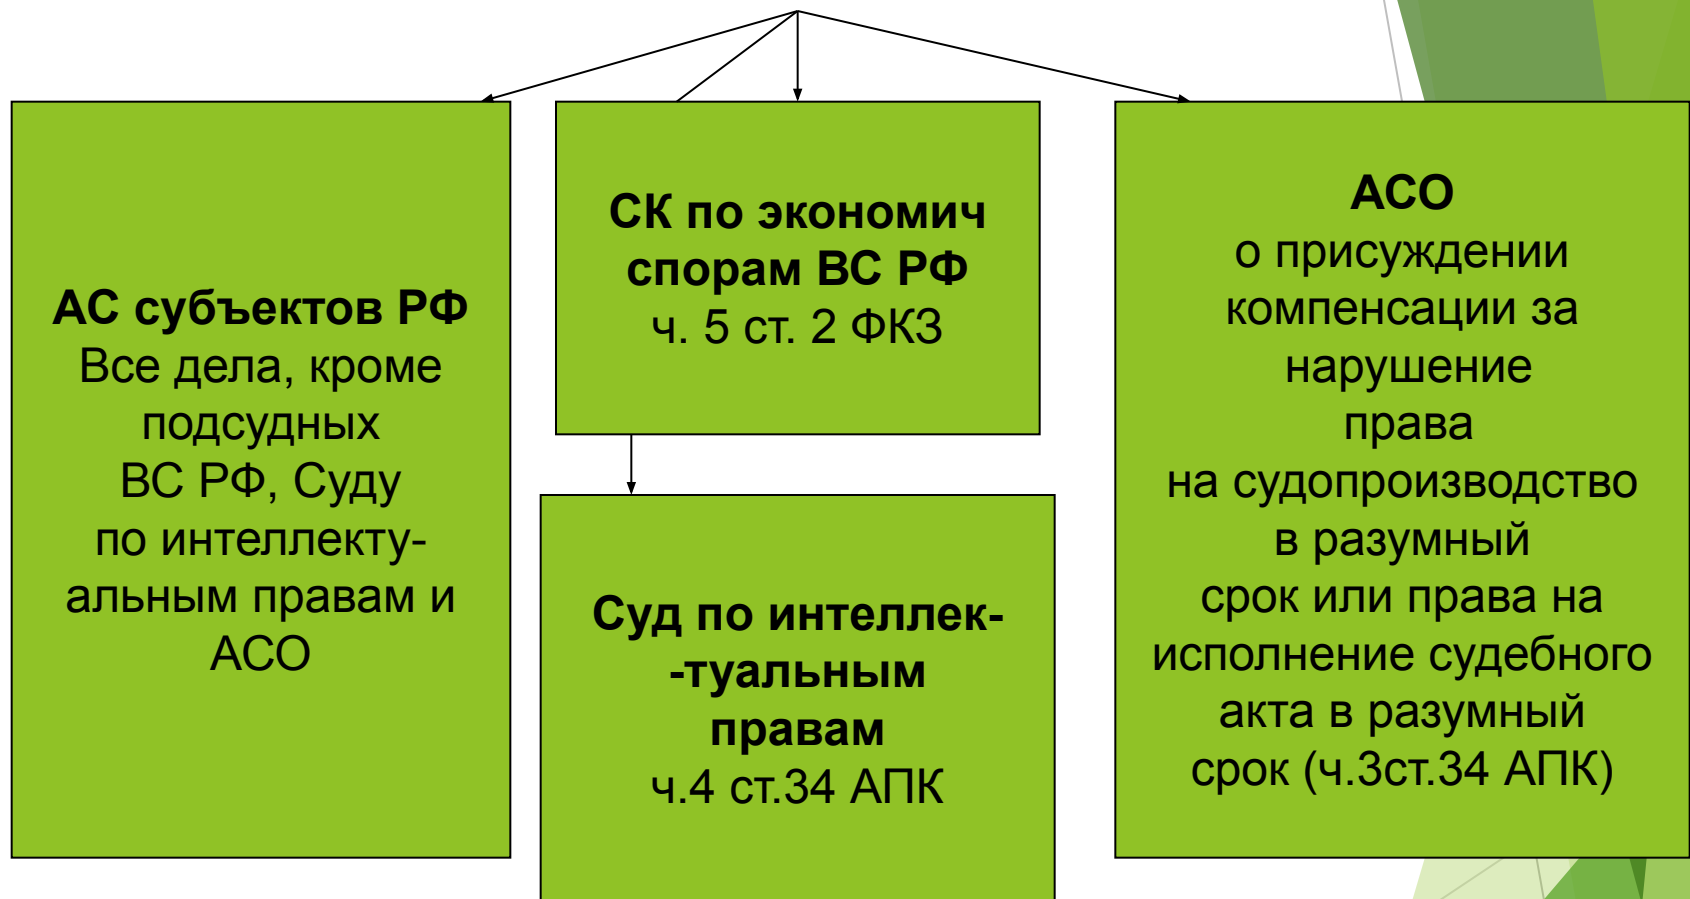 АС субъектов РФ
Все дела, кроме
подсудных
ВС РФ, Суду
по интеллекту-
альным правам и
АСО
СК по экономич
спорам ВС РФ
ч. 5 ст. 2 ФКЗ
Суд по интеллек-
-туальным
правам
ч.4 ст.34 АПК
АСО
о присуждении
компенсации за
нарушение
права
на судопроизводство
в разумный
срок или права на
исполнение судебного
акта в разумный
срок (ч.3ст.34 АПК)